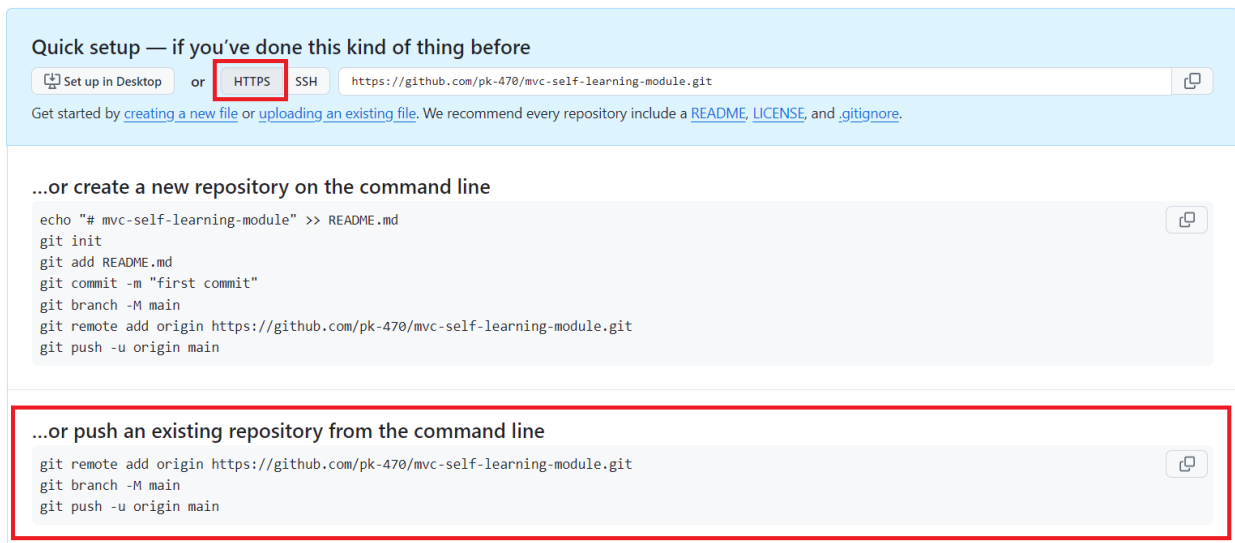 Quick setup — if you've done this kind of thing before
Set up in Desktop or HTTPS SSH https://github.com/pk-470/mvc-self-learning-module.git
Get started by creating a new file or uploading an existing file. We recommend every repository include a README, LICENSE, and .gitignore.
...or create a new repository on the command line
echo "# mvc-self-learning-module" >> README.md
git init
git add README.md
git commit -m "first commit"
git branch -M main
git remote add origin https://github.com/pk-470/mvc-self-learning-module.git
git push -u origin main
...or push an existing repository from the command line
git remote add origin https://github.com/pk-470/mvc-self-learning-module.git
git branch -M main
git push -u origin main